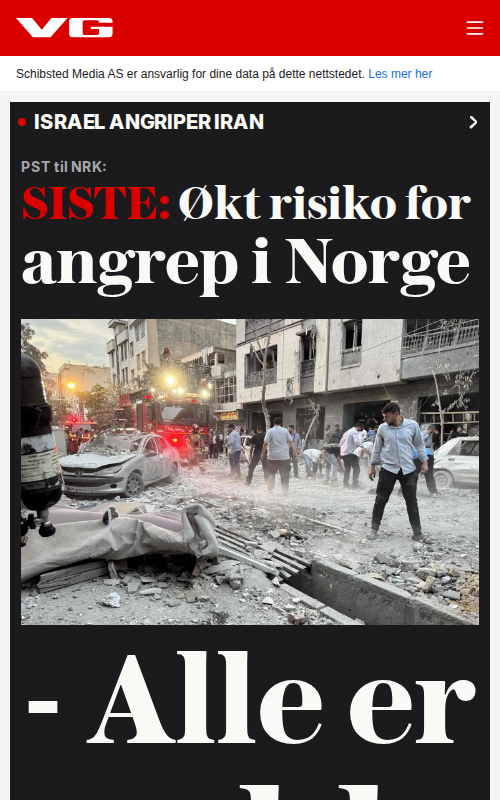 VG
Schibsted Media AS er ansvarlig for dine data på dette nettstedet. Les mer her
ISRAEL ANGRIPER IRAN
PST til NRK:
SISTE: Økt risiko for
angrep i Norge
- Alle er